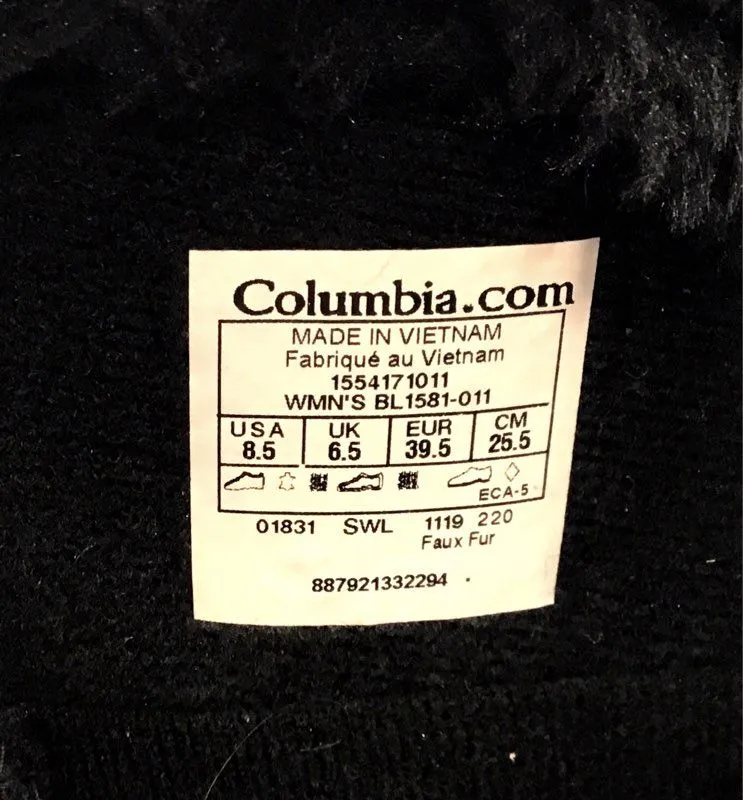 Columbia.com
MADE IN VIETNAM
Fabriqué au Vietnam
1554171011
WMN'S BL1581-011
USA UK EUR CM
8.5 6.5 39.5 25.5
ECA-5
01831 SWL 1119 220
Faux Fur
887921332294